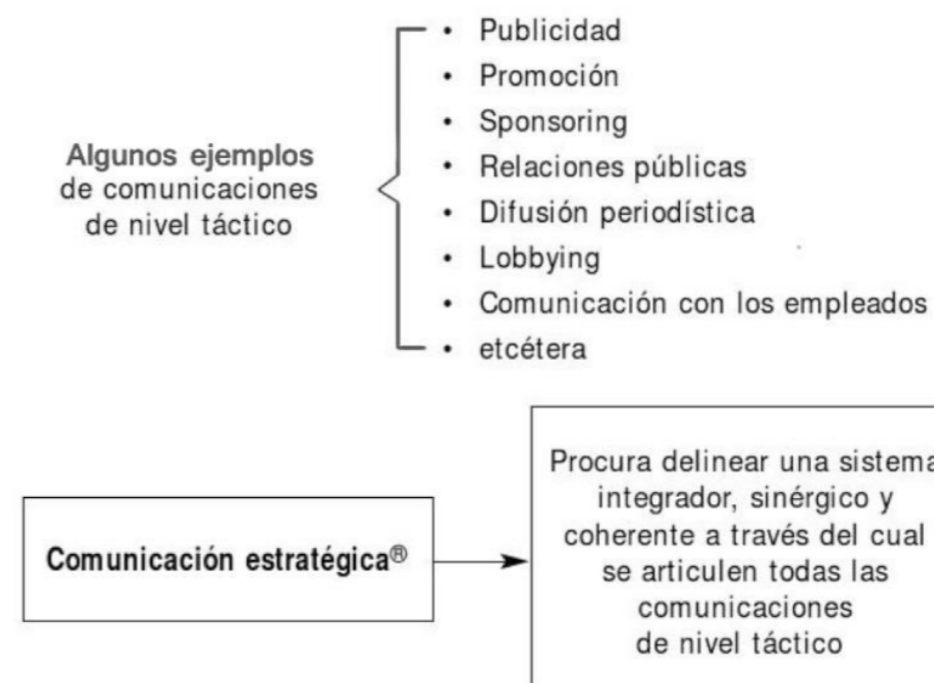 Algunos ejemplos
de comunicaciones
de nivel táctico
• Publicidad
• Promoción
• Sponsoring
• Relaciones públicas
• Difusión periodística
• Lobbying
• Comunicación con los empleados
• etcétera
Comunicación estratégica®
Procura delinear una sistema
integrador, sinérgico y
coherente a través del cual
se articulen todas las
comunicaciones
de nivel táctico